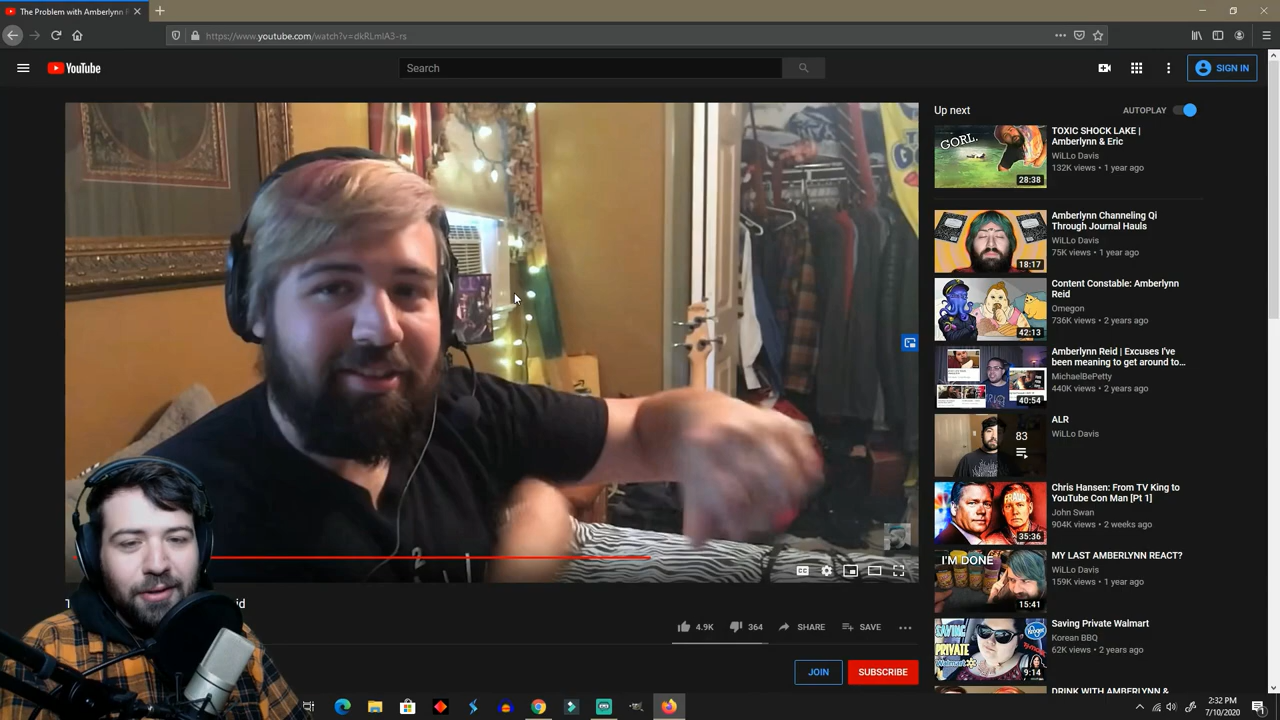 The Problem with Amberlynn
https://www.youtube.com/watch?v=dkRLmlA3-rs
YouTube
Search
SIGN IN
Up next
AUTOPLAY
GORL.
28:38
TOXIC SHOCK LAKE |
Amberlynn & Eric
WiLLo Davis
132K views • 1 year ago
18:17
Amberlynn Channeling Qi
Through Journal Hauls
WiLLo Davis
75K views • 1 year ago
42:13
Content Constable: Amberlynn
Reid
Omegon
736K views • 2 years ago
40:54
Amberlynn Reid | Excuses I've
been meaning to get around to...
MichaelBePetty
440K views • 2 years ago
83
ALR
WiLLo Davis
FRAUD
35:36
Chris Hansen: From TV King to
YouTube Con Man [Pt 1]
John Swan
904K views • 2 weeks ago
I'M DONE
15:41
MY LAST AMBERLYNN REACT?
WiLLo Davis
159K views • 1 year ago
SAVING
PRIVATE
Walmart
Kroger
9:14
Saving Private Walmart
Korean BBQ
62K views • 2 years ago
DRINK WITH AMBERLYNN &
CC
id
4.9K
364
SHARE
SAVE
JOIN
SUBSCRIBE
2:32 PM
7/10/2020